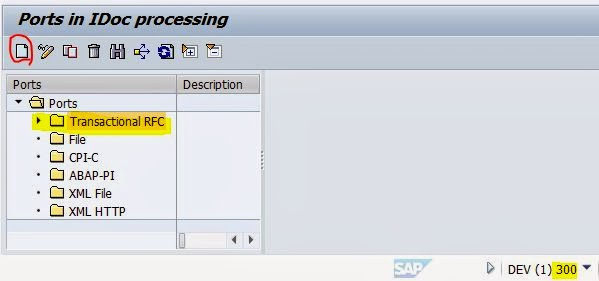 Ports in IDoc processing
Ports Description
Ports
Transactional RFC
File
CPI-C
ABAP-PI
XML File
XML HTTP
SAP DEV (1) 300